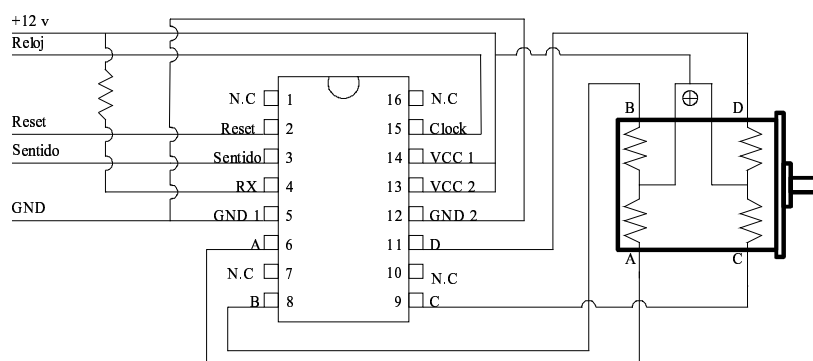 +12 v
Reloj
Reset
Sentido
GND
N.C 1 16 N.C
Reset 2 15 Clock
Sentido 3 14 VCC 1
RX 4 13 VCC 2
GND 1 5 12 GND 2
A 6 11 D
N.C 7 10 N.C
B 8 9 C
B D
A C